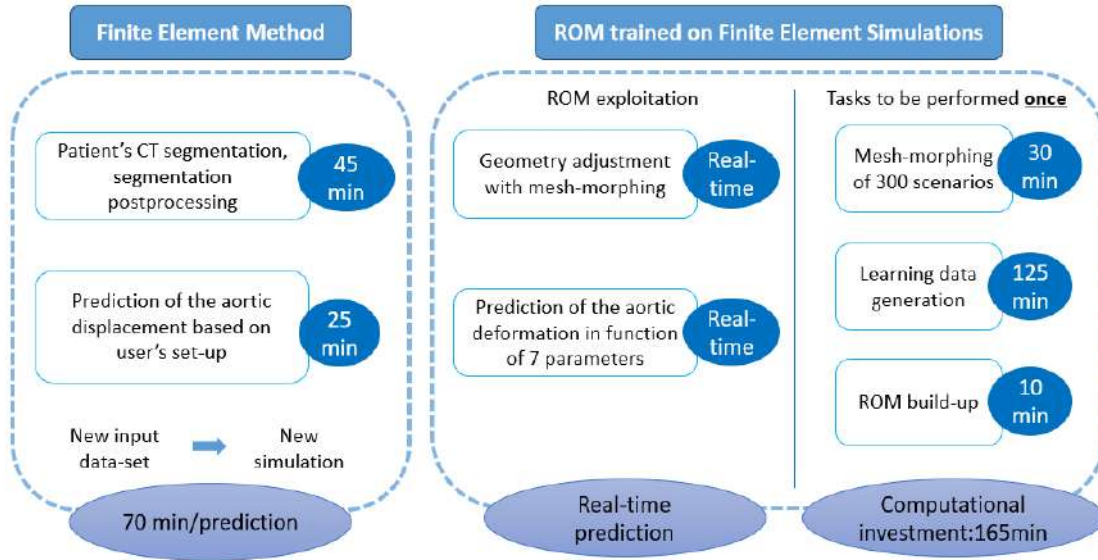 Finite Element Method
Patient's CT segmentation,
segmentation
postprocessing
45
min
Prediction of the aortic
displacement based on
user's set-up
25
min
New input
data-set
New
simulation
70 min/prediction
ROM trained on Finite Element Simulations
ROM exploitation
Geometry adjustment
with mesh-morphing
Real-
time
Prediction of the aortic
deformation in function
of 7 parameters
Real-
time
Real-time
prediction
Tasks to be performed once
Mesh-morphing
of 300 scenarios
30
min
Learning data
generation
125
min
ROM build-up
10
min
Computational
investment:165min